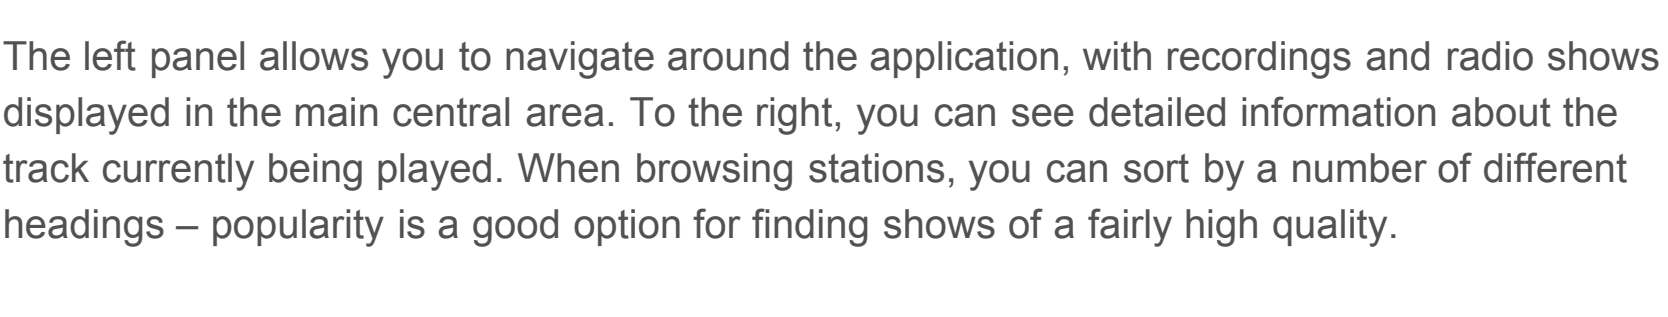 The left panel allows you to navigate around the application, with recordings and radio shows
displayed in the main central area. To the right, you can see detailed information about the
track currently being played. When browsing stations, you can sort by a number of different
headings – popularity is a good option for finding shows of a fairly high quality.